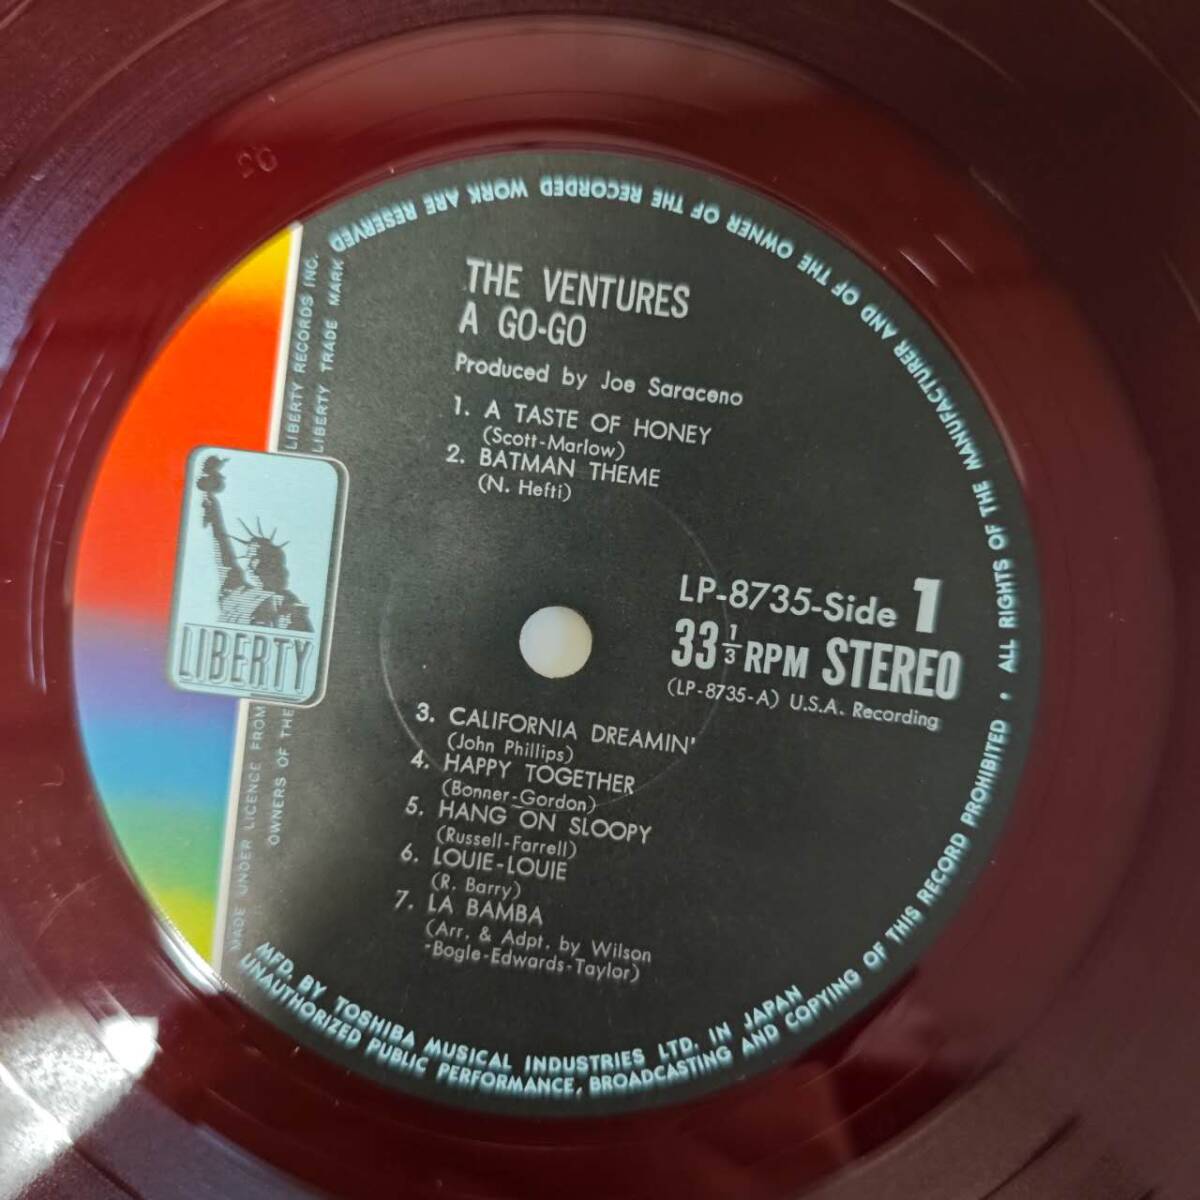 THE VENTURES
A GO-GO
Produced by Joe Saraceno
1. A TASTE OF HONEY
(Scott-Marlow)
2. BATMAN THEME
(N. Hefti)
LP-8735-Side 1
33 1/3 RPM STEREO
(LP-8735-A) U.S.A. Recording
3. CALIFORNIA DREAMIN'
(John Phillips)
4. HAPPY TOGETHER
(Bonner-Gordon)
5. HANG ON SLOOPY
(Russell-Farrell)
6. LOUIE-LOUIE
(R. Barry)
7. LA BAMBA
(Arr. & Adpt. by Wilson
-Bogle-Edwards-Taylor)
LIBERTY
MADE UNDER LICENCE FROM LIBERTY RECORDS INC.
OWNERS OF THE LIBERTY TRADE MARK
MFD. BY TOSHIBA MUSICAL INDUSTRIES LTD. IN JAPAN
UNAUTHORIZED PUBLIC PERFORMANCE, BROADCASTING AND COPYING OF THIS RECORD PROHIBITED • ALL RIGHTS OF THE MANUFACTURER AND OF THE OWNER OF THE RECORDED WORK ARE RESERVED